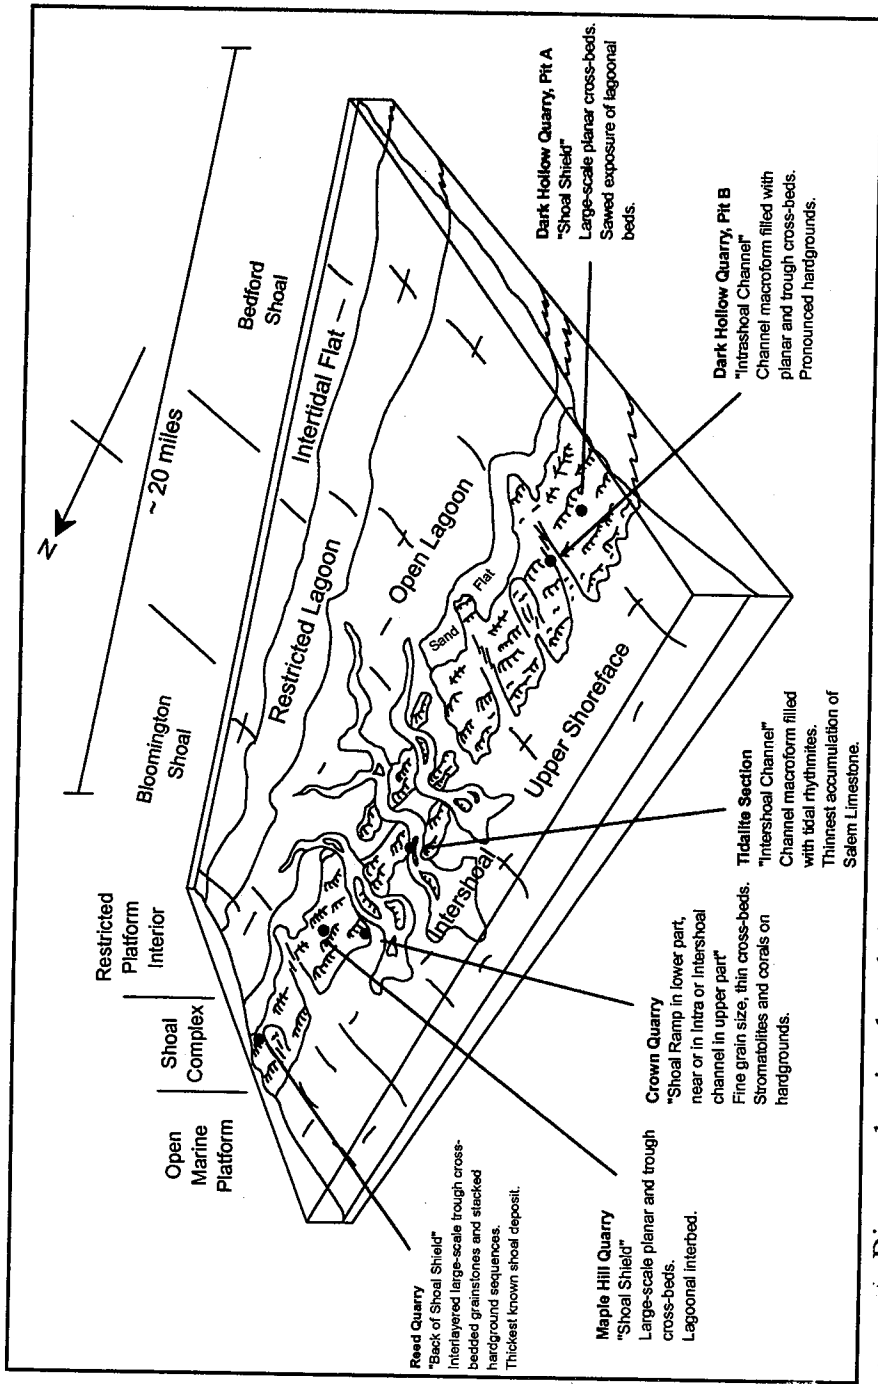 N
~ 20 miles
Bloomington
Shoal
Bedford
Shoal
Restricted
Platform
Interior
Shoal
Complex
Open
Marine
Platform
Intertidal Flat
Restricted Lagoon
Open Lagoon
Sand Flat
Intershoal
Upper Shoreface
Reed Quarry
"Back of Shoal Shield"
Interlayered large-scale trough cross-
bedded grainstones and stacked
hardground sequences.
Thickest known shoal deposit.
Maple Hill Quarry
"Shoal Shield"
Large-scale planar and trough
cross-beds.
Lagoonal interbed.
Crown Quarry
"Shoal Ramp in lower part,
near or in Intra or Intershoal
channel in upper part"
Fine grain size, thin cross-beds.
Stromatolites and corals on
hardgrounds.
Tidalite Section
"Intershoal Channel"
Channel macroform filled
with tidal rhythmites.
Thinnest accumulation of
Salem Limestone.
Dark Hollow Quarry, Pit B
"Intrashoal Channel"
Channel macroform filled with
planar and trough cross-beds.
Pronounced hardgrounds.
Dark Hollow Quarry, Pit A
"Shoal Shield"
Large-scale planar cross-beds.
Sawed exposure of lagoonal
beds.